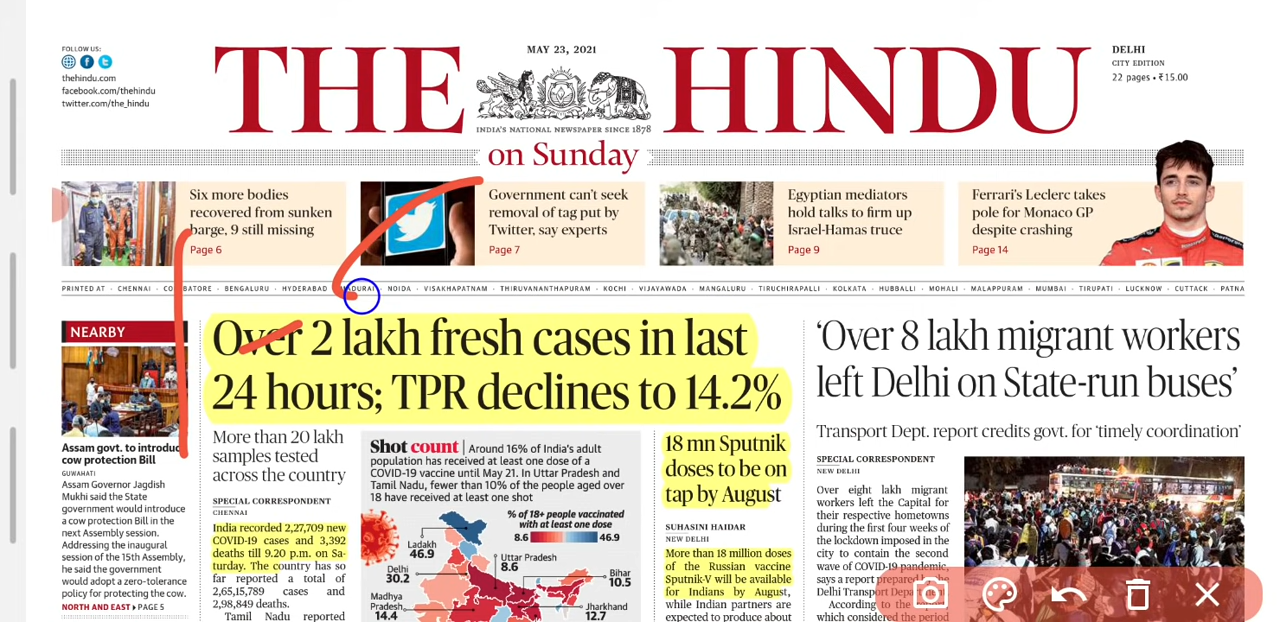 FOLLOW US:
thehindu.com
facebook.com/thehindu
twitter.com/the_hindu
MAY 23, 2021
THE HINDU
INDIA'S NATIONAL NEWSPAPER SINCE 1878
on Sunday
DELHI
CITY EDITION
22 pages • ₹15.00
Six more bodies
recovered from sunken
barge, 9 still missing
Page 6
Government can't seek
removal of tag put by
Twitter, say experts
Page 7
Egyptian mediators
hold talks to firm up
Israel-Hamas truce
Page 9
Ferrari's Leclerc takes
pole for Monaco GP
despite crashing
Page 14
PRINTED AT · CHENNAI · COIMBATORE · BENGALURU · HYDERABAD · MADURAI · NOIDA · VISAKHAPATNAM · THIRUVANANTHAPURAM · KOCHI · VIJAYAWADA · MANGALURU · TIRUCHIRAPALLI · KOLKATA · HUBBALLI · MOHALI · MALAPPURAM · MUMBAI · TIRUPATI · LUCKNOW · CUTTACK · PATNA
NEARBY
Assam govt. to introduce
cow protection Bill
GUWAHATI
Assam Governor Jagdish
Mukhi said the State
government would introduce
a cow protection Bill in the
next Assembly session.
Addressing the inaugural
session of the 15th Assembly,
he said the government
would adopt a zero-tolerance
policy for protecting the cow.
NORTH AND EAST ▸ PAGE 5
Over 2 lakh fresh cases in last
24 hours; TPR declines to 14.2%
More than 20 lakh
samples tested
across the country
SPECIAL CORRESPONDENT
CHENNAI
India recorded 2,27,709 new
COVID-19 cases and 3,392
deaths till 9.20 p.m. on Sa-
turday. The country has so
far reported a total of
2,65,15,789 cases and
2,98,849 deaths.
Tamil Nadu reported
Shot count | Around 16% of India's adult
population has received at least one dose of a
COVID-19 vaccine until May 21. In Uttar Pradesh and
Tamil Nadu, fewer than 10% of the people aged over
18 have received at least one shot
% of 18+ population vaccinated
with at least one dose
8.6 46.9
Ladakh
46.9
Delhi
30.2
Uttar Pradesh
8.6
Bihar
10.5
Madhya
Pradesh
14.4
Jharkhand
12.7
18 mn Sputnik
doses to be on
tap by August
SUHASINI HAIDAR
NEW DELHI
More than 18 million doses
of the Russian vaccine
Sputnik-V will be available
for Indians by August,
while Indian partners are
expected to produce about
'Over 8 lakh migrant workers
left Delhi on State-run buses'
Transport Dept. report credits govt. for 'timely coordination'
SPECIAL CORRESPONDENT
NEW DELHI
Over eight lakh migrant
workers left the Capital for
their respective hometowns
during the first four weeks of
the lockdown imposed in the
city to contain the second
wave of COVID-19 pandemic,
says a report prepared by the
Delhi Transport Department.
According to the report
which considered the period